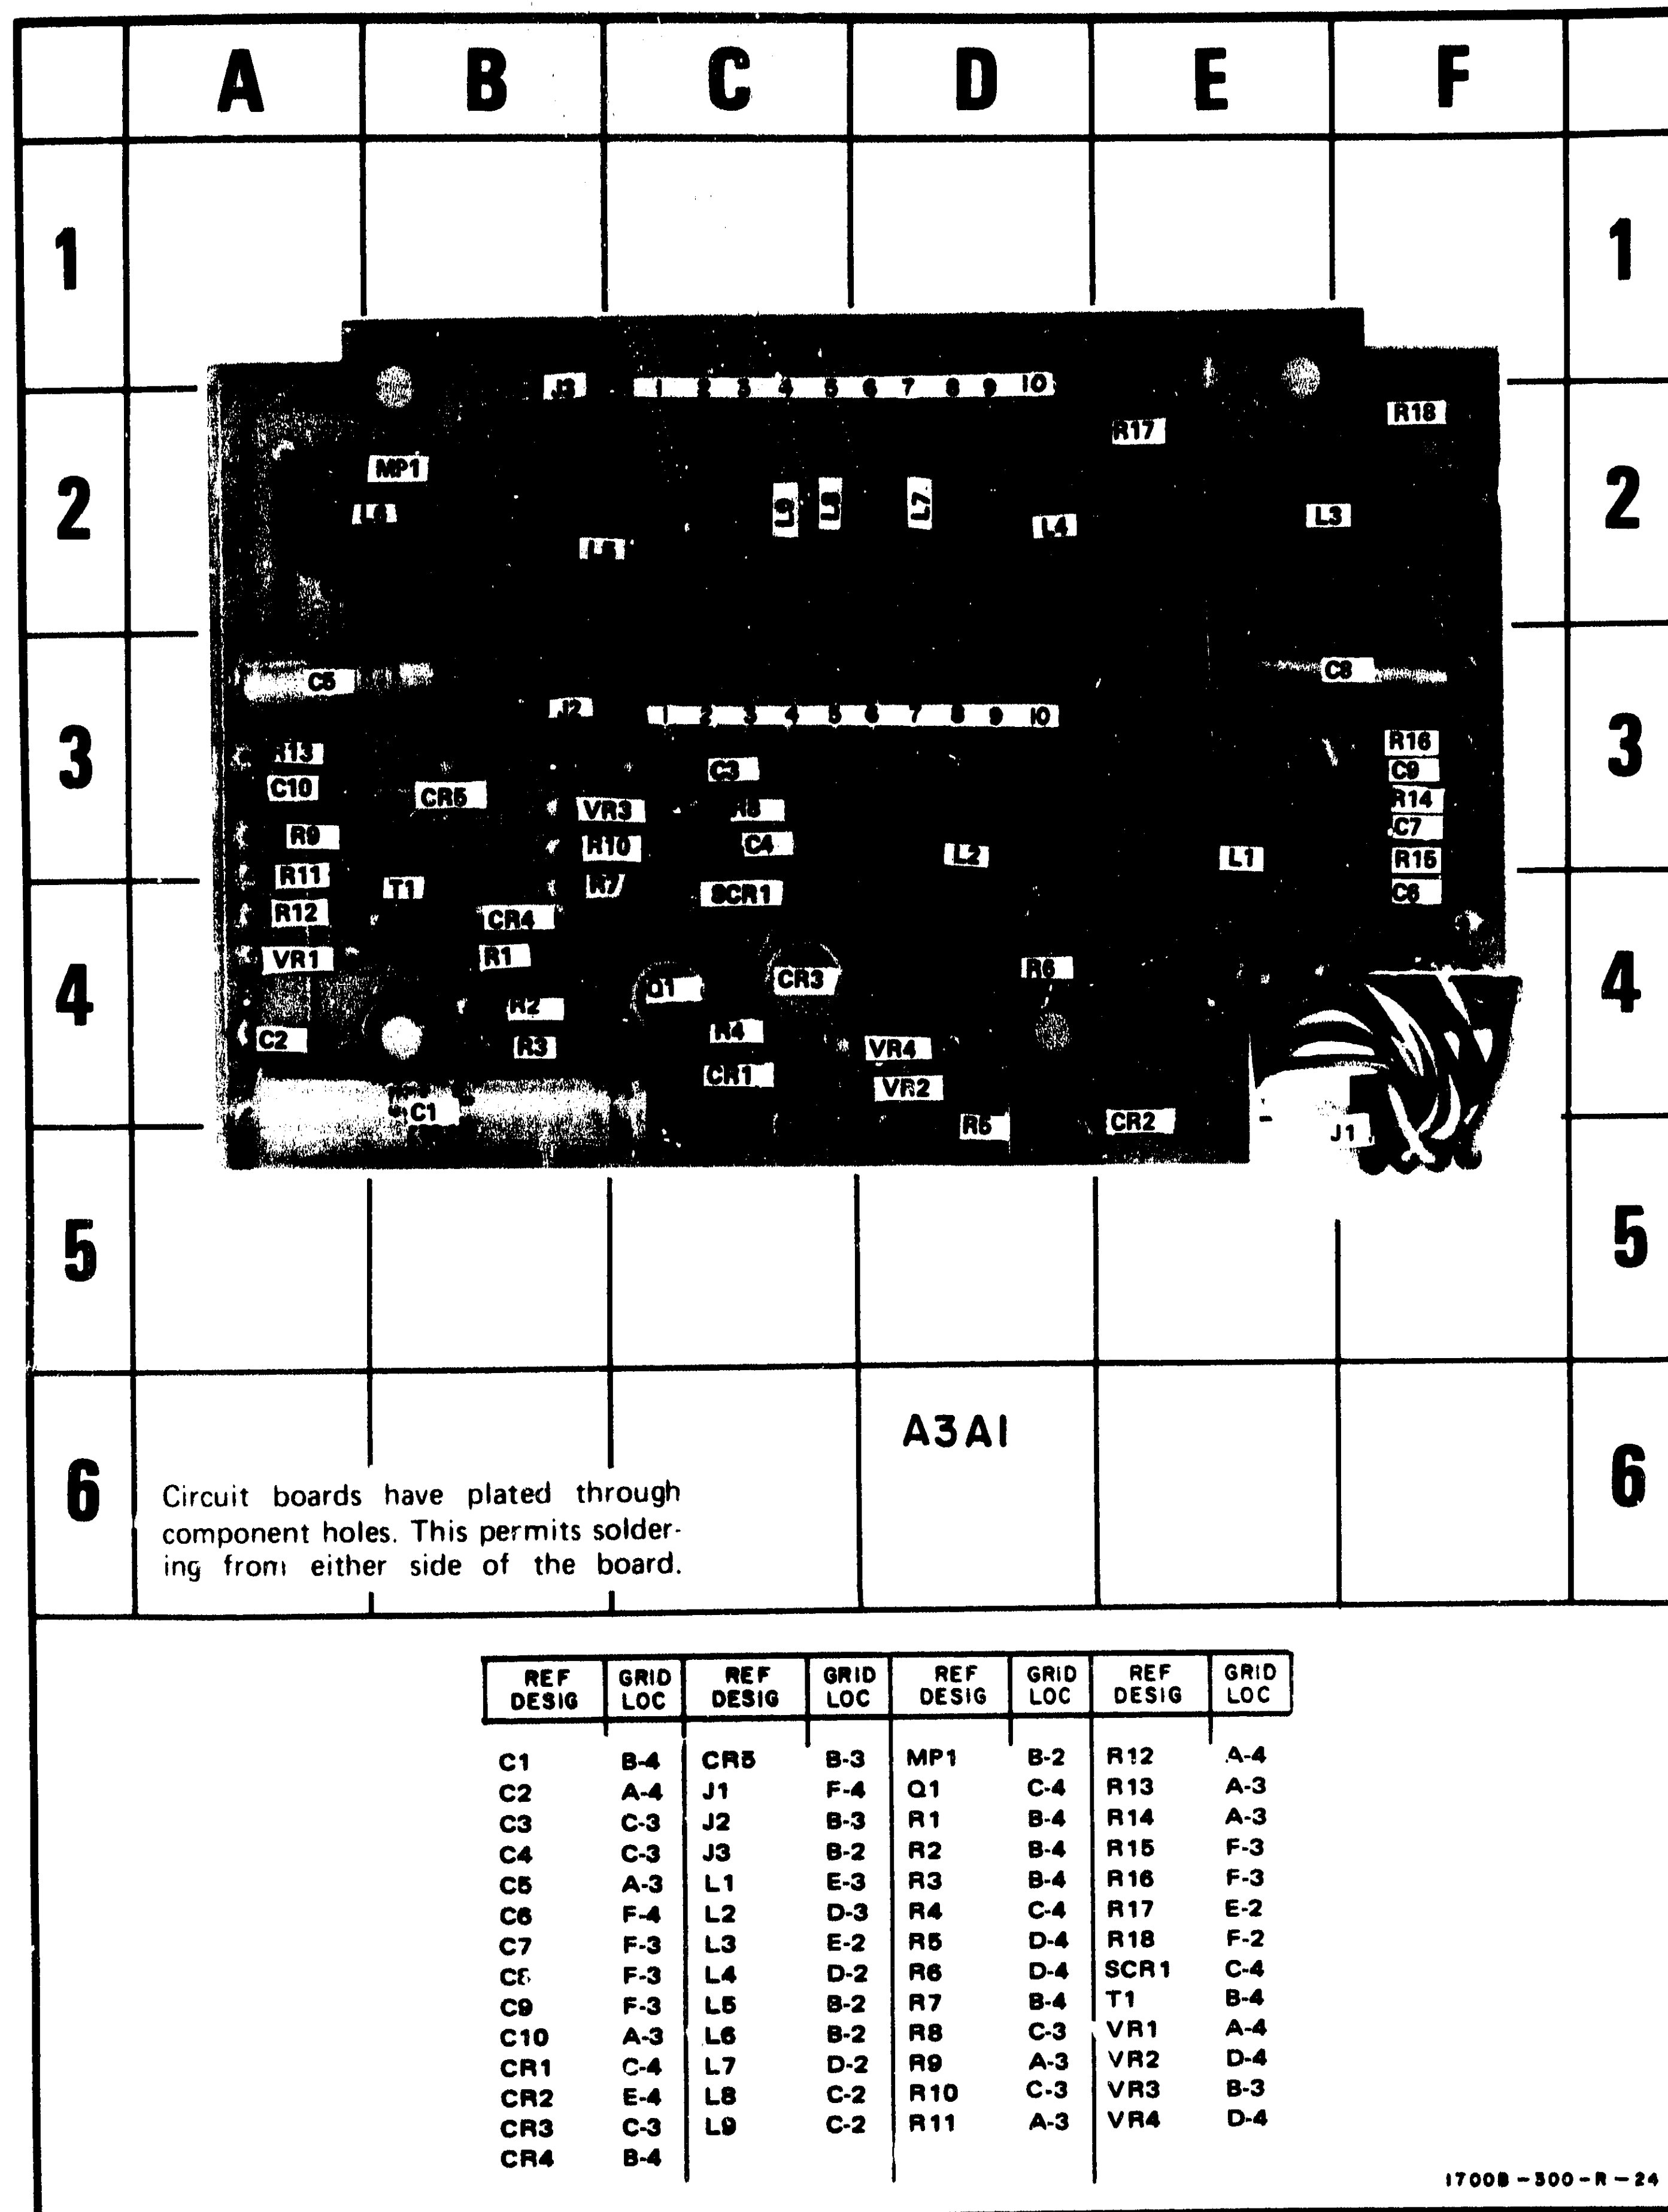 A B C D E F
1 1
J3 1 2 3 4 5 6 7 8 9 10
R18
R17
MP1
2 2
L6 L9 L8 L7 L4 L3
L5
C5 C8
J2 1 2 3 4 5 6 7 8 9 10
3 3
R13 R16
C3 C9
C10 CR5 R14
VR3 R8
R9 C7
R10 C4 L2 L1 R15
R11 T1 R7 SCR1 C6
R12 CR4
VR1 R1 CR3 R6
4 4
Q1
R2
C2 R3 R4 VR4
CR1 VR2
C1 R5 CR2 J1
5 5
A3A1
6 6
Circuit boards have plated through
component holes. This permits solder-
ing from either side of the board.
REF DESIG GRID LOC REF DESIG GRID LOC REF DESIG GRID LOC REF DESIG GRID LOC
C1 B-4 CR5 B-3 MP1 B-2 R12 A-4
C2 A-4 J1 F-4 Q1 C-4 R13 A-3
C3 C-3 J2 B-3 R1 B-4 R14 A-3
C4 C-3 J3 B-2 R2 B-4 R15 F-3
C5 A-3 L1 E-3 R3 B-4 R16 F-3
C6 F-4 L2 D-3 R4 C-4 R17 E-2
C7 F-3 L3 E-2 R5 D-4 R18 F-2
C8 F-3 L4 D-2 R6 D-4 SCR1 C-4
C9 F-3 L5 B-2 R7 B-4 T1 B-4
C10 A-3 L6 B-2 R8 C-3 VR1 A-4
CR1 C-4 L7 D-2 R9 A-3 VR2 D-4
CR2 E-4 L8 C-2 R10 C-3 VR3 B-3
CR3 C-3 L9 C-2 R11 A-3 VR4 D-4
CR4 B-4
1700B-300-R-24